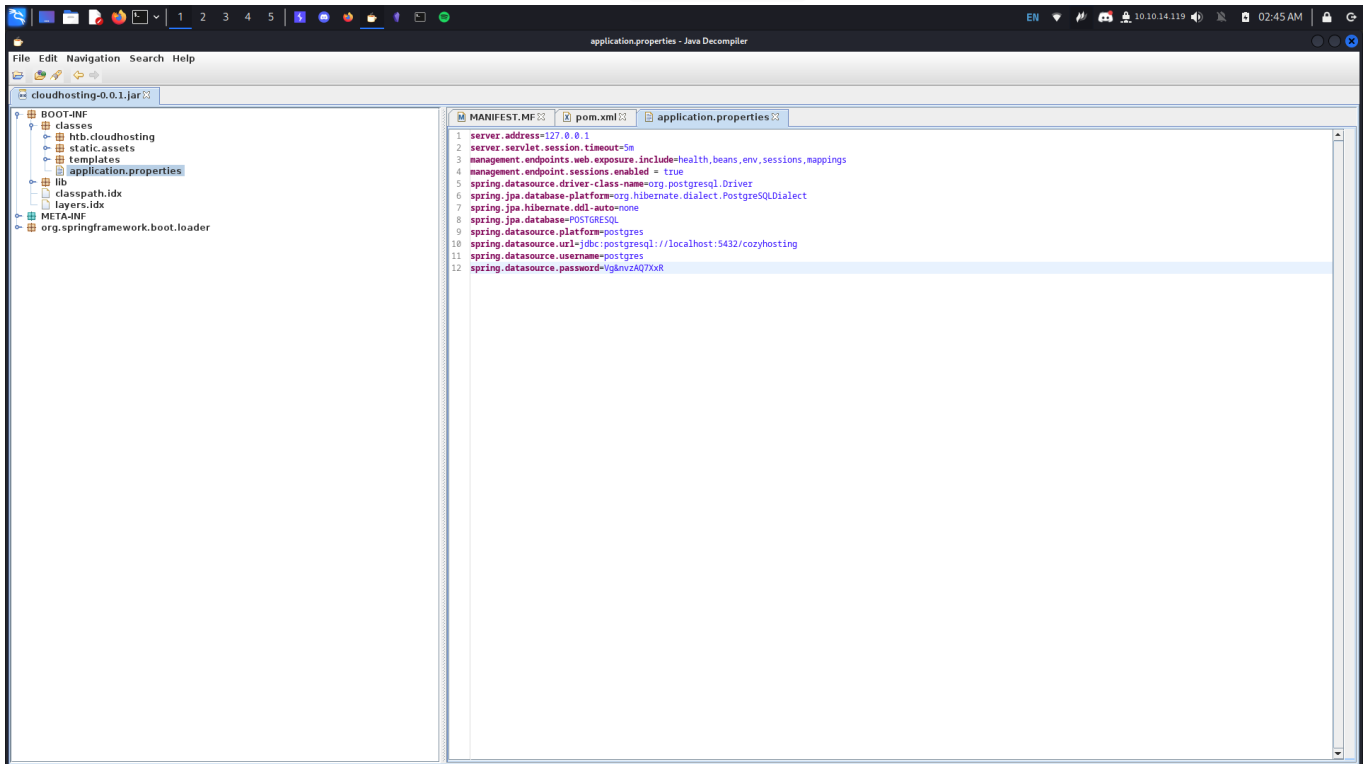 1 2 3 4 5 EN 10.10.14.119 02:45 AM
application.properties - Java Decompiler
File Edit Navigation Search Help
cloudhosting-0.0.1.jar
BOOT-INF
classes
htb.cloudhosting
static.assets
templates
application.properties
lib
classpath.idx
layers.idx
META-INF
org.springframework.boot.loader
MANIFEST.MF pom.xml application.properties
1 server.address=127.0.0.1
2 server.servlet.session.timeout=5m
3 management.endpoints.web.exposure.include=health,beans,env,sessions,mappings
4 management.endpoint.sessions.enabled = true
5 spring.datasource.driver-class-name=org.postgresql.Driver
6 spring.jpa.database-platform=org.hibernate.dialect.PostgreSQLDialect
7 spring.jpa.hibernate.ddl-auto=none
8 spring.jpa.database=POSTGRESQL
9 spring.datasource.platform=postgres
10 spring.datasource.url=jdbc:postgresql://localhost:5432/cozyhosting
11 spring.datasource.username=postgres
12 spring.datasource.password=Vg&nvzAQ7XxR